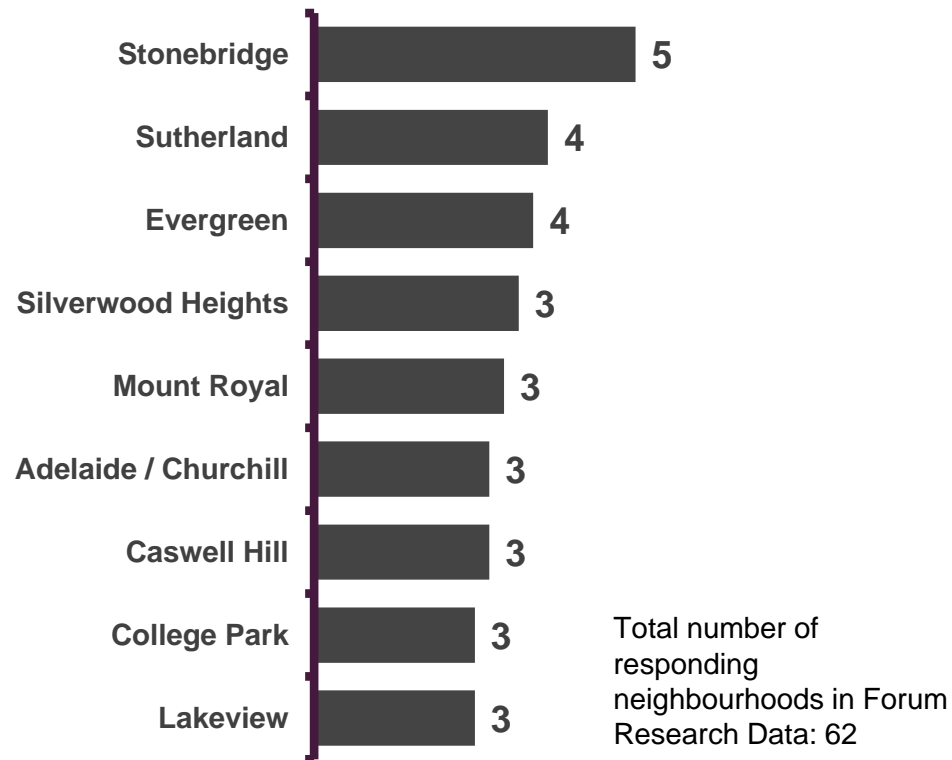 Stonebridge 5
Sutherland 4
Evergreen 4
Silverwood Heights 3
Mount Royal 3
Adelaide / Churchill 3
Caswell Hill 3
College Park 3
Lakeview 3
Total number of
responding
neighbourhoods in Forum
Research Data: 62